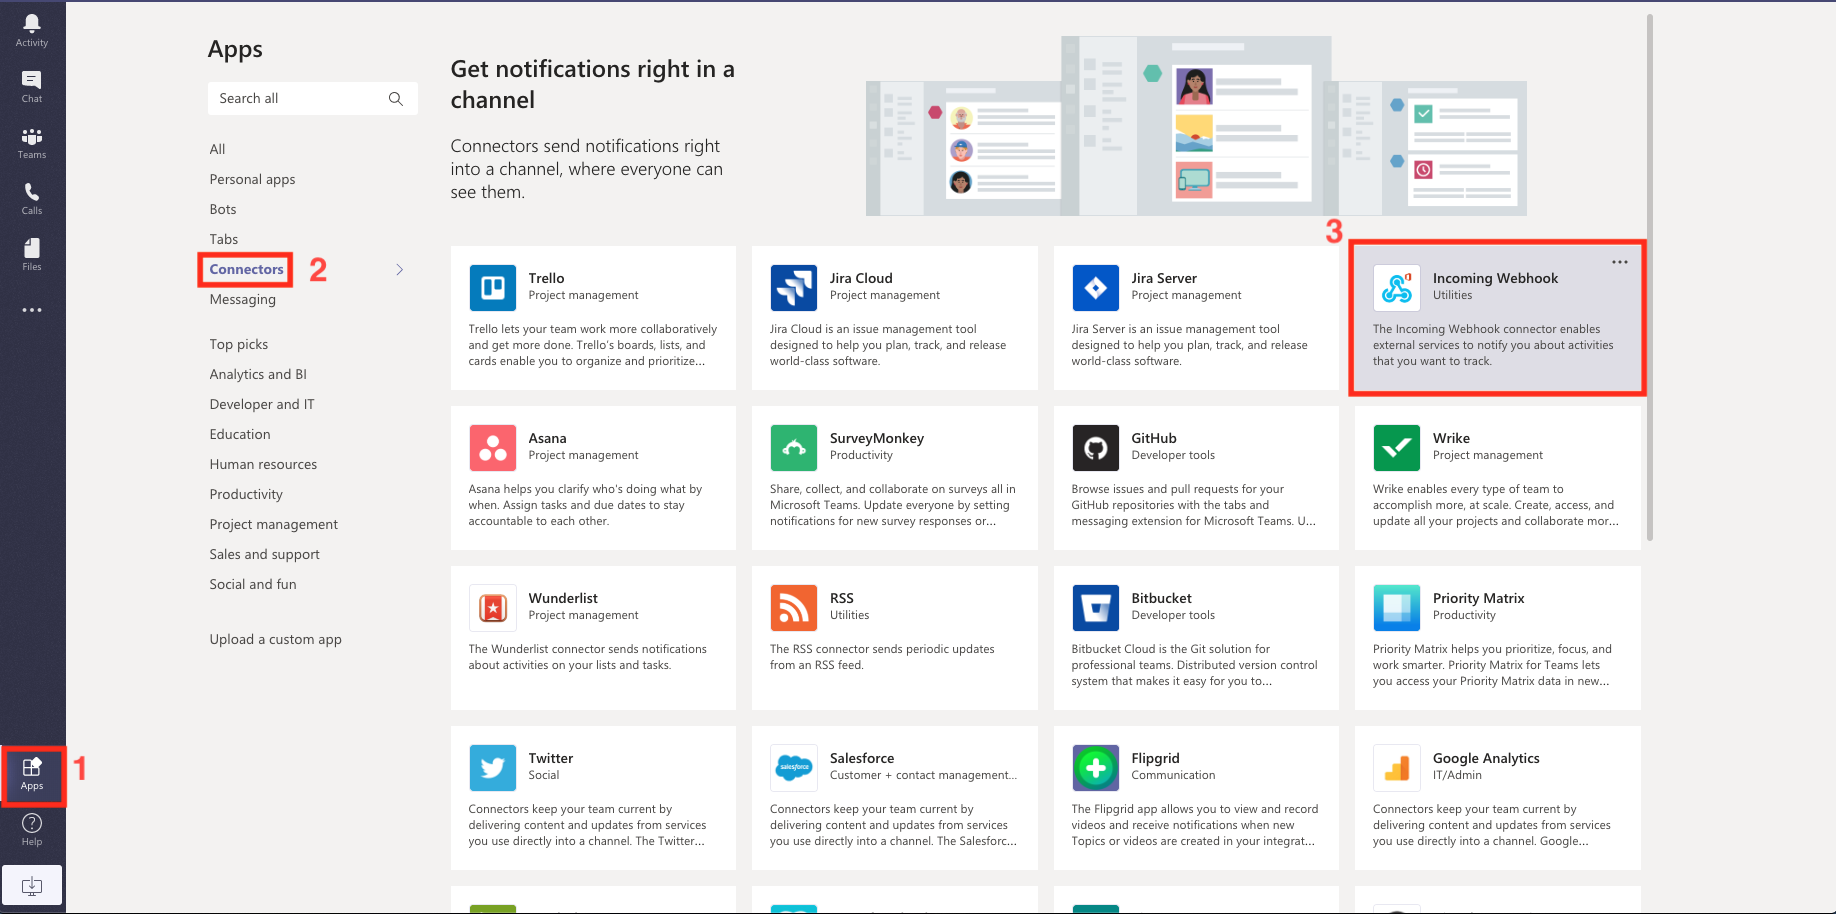 Activity
Chat
Teams
Calls
Files
Apps
1
Help
Apps
Search all
All
Personal apps
Bots
Tabs
Connectors
2
Messaging
Top picks
Analytics and BI
Developer and IT
Education
Human resources
Productivity
Project management
Sales and support
Social and fun
Upload a custom app
Get notifications right in a
channel
Connectors send notifications right
into a channel, where everyone can
see them.
3
Trello
Project management
Trello lets your team work more collaboratively
and get more done. Trello's boards, lists, and
cards enable you to organize and prioritize...
Jira Cloud
Project management
Jira Cloud is an issue management tool
designed to help you plan, track, and release
world-class software.
Jira Server
Project management
Jira Server is an issue management tool
designed to help you plan, track, and release
world-class software.
Incoming Webhook
Utilities
The Incoming Webhook connector enables
external services to notify you about activities
that you want to track.
Asana
Project management
Asana helps you clarify who's doing what by
when. Assign tasks and due dates to stay
accountable to each other.
SurveyMonkey
Productivity
Share, collect, and collaborate on surveys all in
Microsoft Teams. Update everyone by setting
notifications for new survey responses or...
GitHub
Developer tools
Browse issues and pull requests for your
GitHub repositories with the tabs and
messaging extension for Microsoft Teams. U...
Wrike
Project management
Wrike enables every type of team to
accomplish more, at scale. Create, access, and
update all your projects and collaborate mor...
Wunderlist
Project management
The Wunderlist connector sends notifications
about activities on your lists and tasks.
RSS
Utilities
The RSS connector sends periodic updates
from an RSS feed.
Bitbucket
Developer tools
Bitbucket Cloud is the Git solution for
professional teams. Distributed version control
system that makes it easy for you to...
Priority Matrix
Productivity
Priority Matrix helps you prioritize, focus, and
work smarter. Priority Matrix for Teams lets
you access your Priority Matrix data in new...
Twitter
Social
Connectors keep your team current by
delivering content and updates from services
you use directly into a channel. The Twitter...
salesforce
Salesforce
Customer + contact management...
Connectors keep your team current by
delivering content and updates from services
you use directly into a channel. The Salesforc...
Flipgrid
Communication
The Flipgrid app allows you to view and record
videos and receive notifications when new
Topics or videos are created in your integrat...
Google Analytics
IT/Admin
Connectors keep your team current by
delivering content and updates from services
you use directly into a channel. Google...